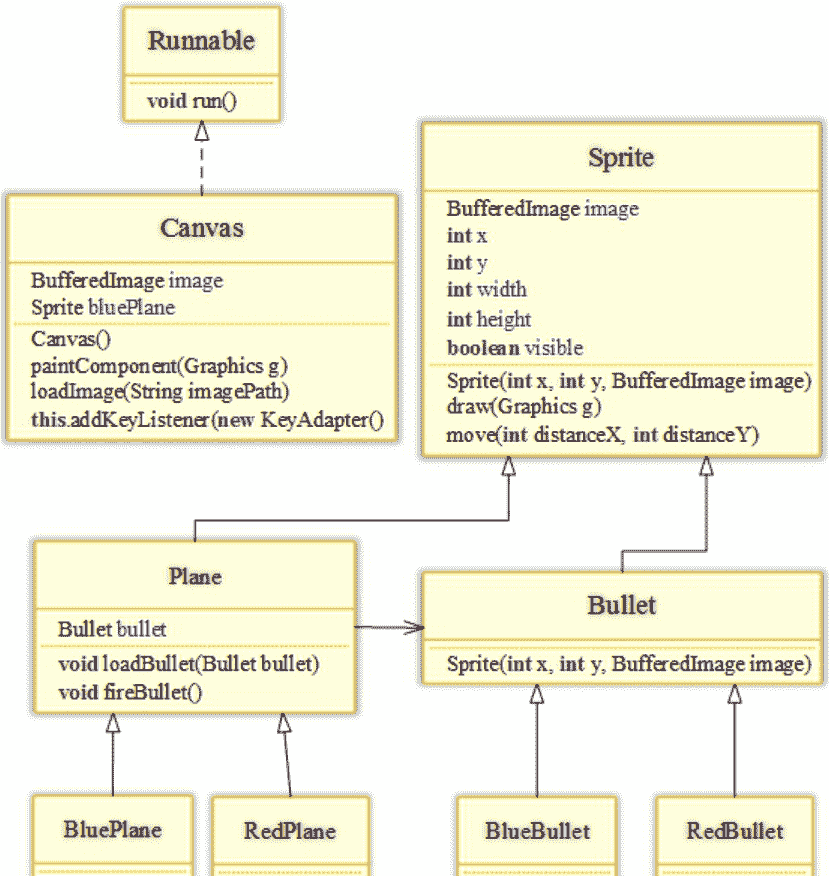 Runnable
void run()
Canvas
BufferedImage image
Sprite bluePlane
Canvas()
paintComponent(Graphics g)
loadImage(String imagePath)
this.addKeyListener(new KeyAdapter()
Sprite
BufferedImage image
int x
int y
int width
int height
boolean visible
Sprite(int x, int y, BufferedImage image)
draw(Graphics g)
move(int distanceX, int distanceY)
Plane
Bullet bullet
void loadBullet(Bullet bullet)
void fireBullet()
Bullet
Sprite(int x, int y, BufferedImage image)
BluePlane
RedPlane
BlueBullet
RedBullet